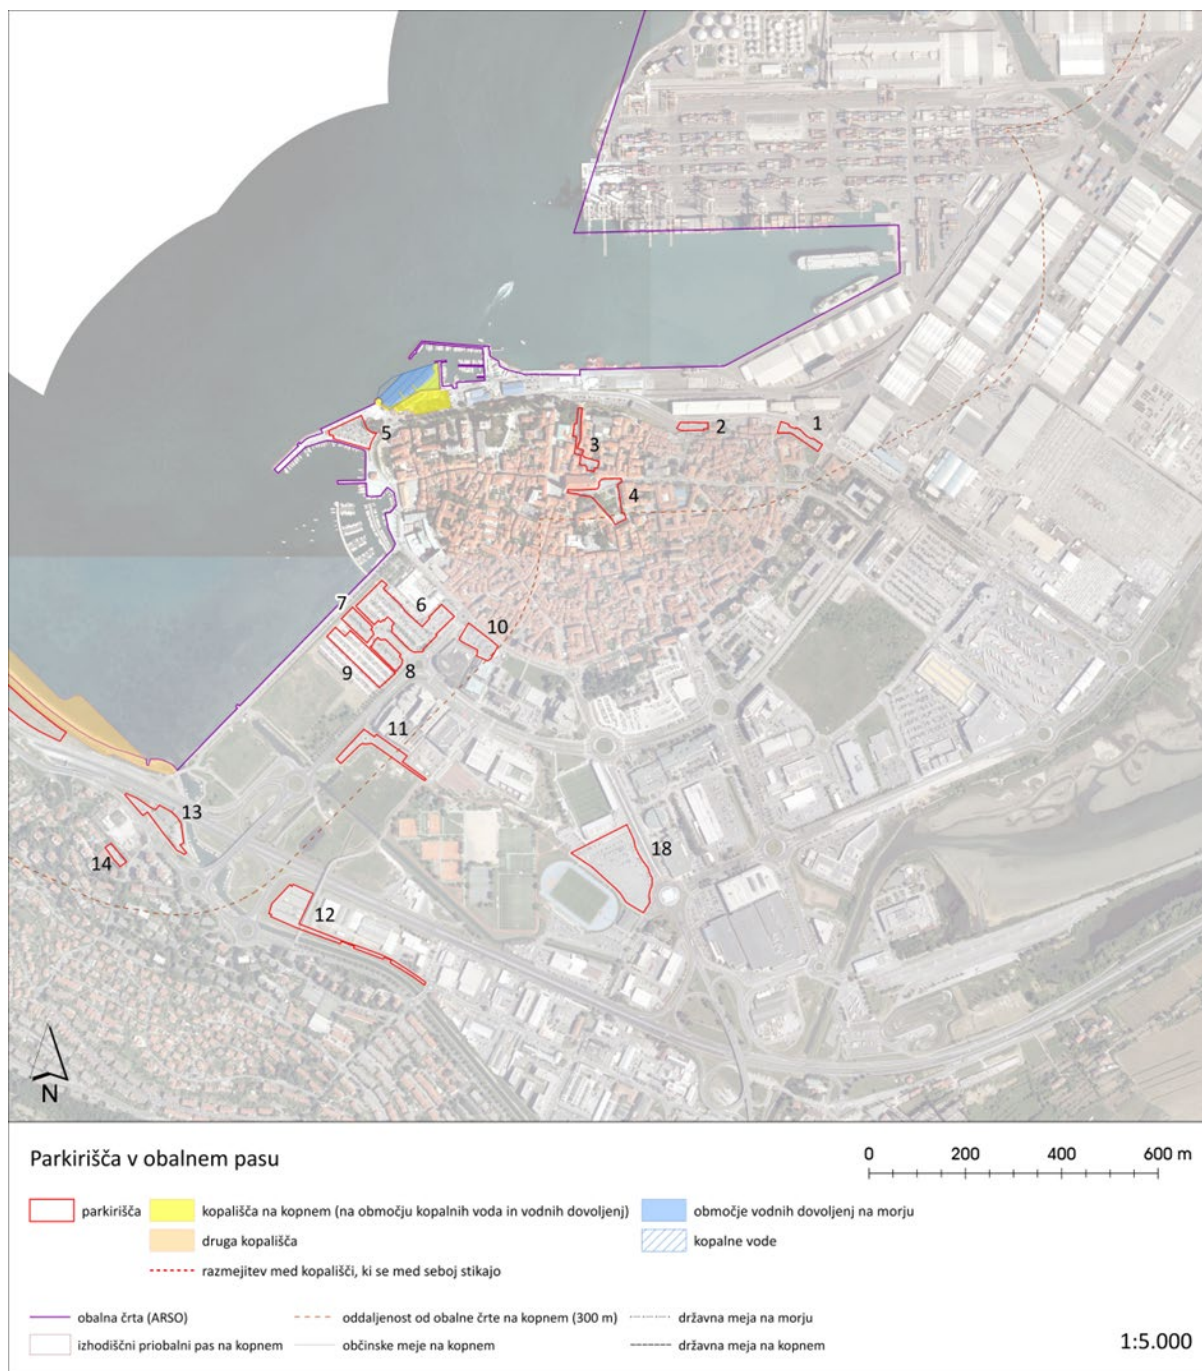 1
2
3
4
5
6
7
8
9
10
11
12
13
14
18
N
Parkirišča v obalnem pasu
0 200 400 600 m
parkirišča kopališča na kopnem (na območju kopalnih voda in vodnih dovoljenj) območje vodnih dovoljenj na morju
druga kopališča kopalne vode
razmejitev med kopališči, ki se med seboj stikajo
obalna črta (ARSO) oddaljenost od obalne črte na kopnem (300 m) državna meja na morju
izhodiščni priobalni pas na kopnem občinske meje na kopnem državna meja na kopnem
1:5.000